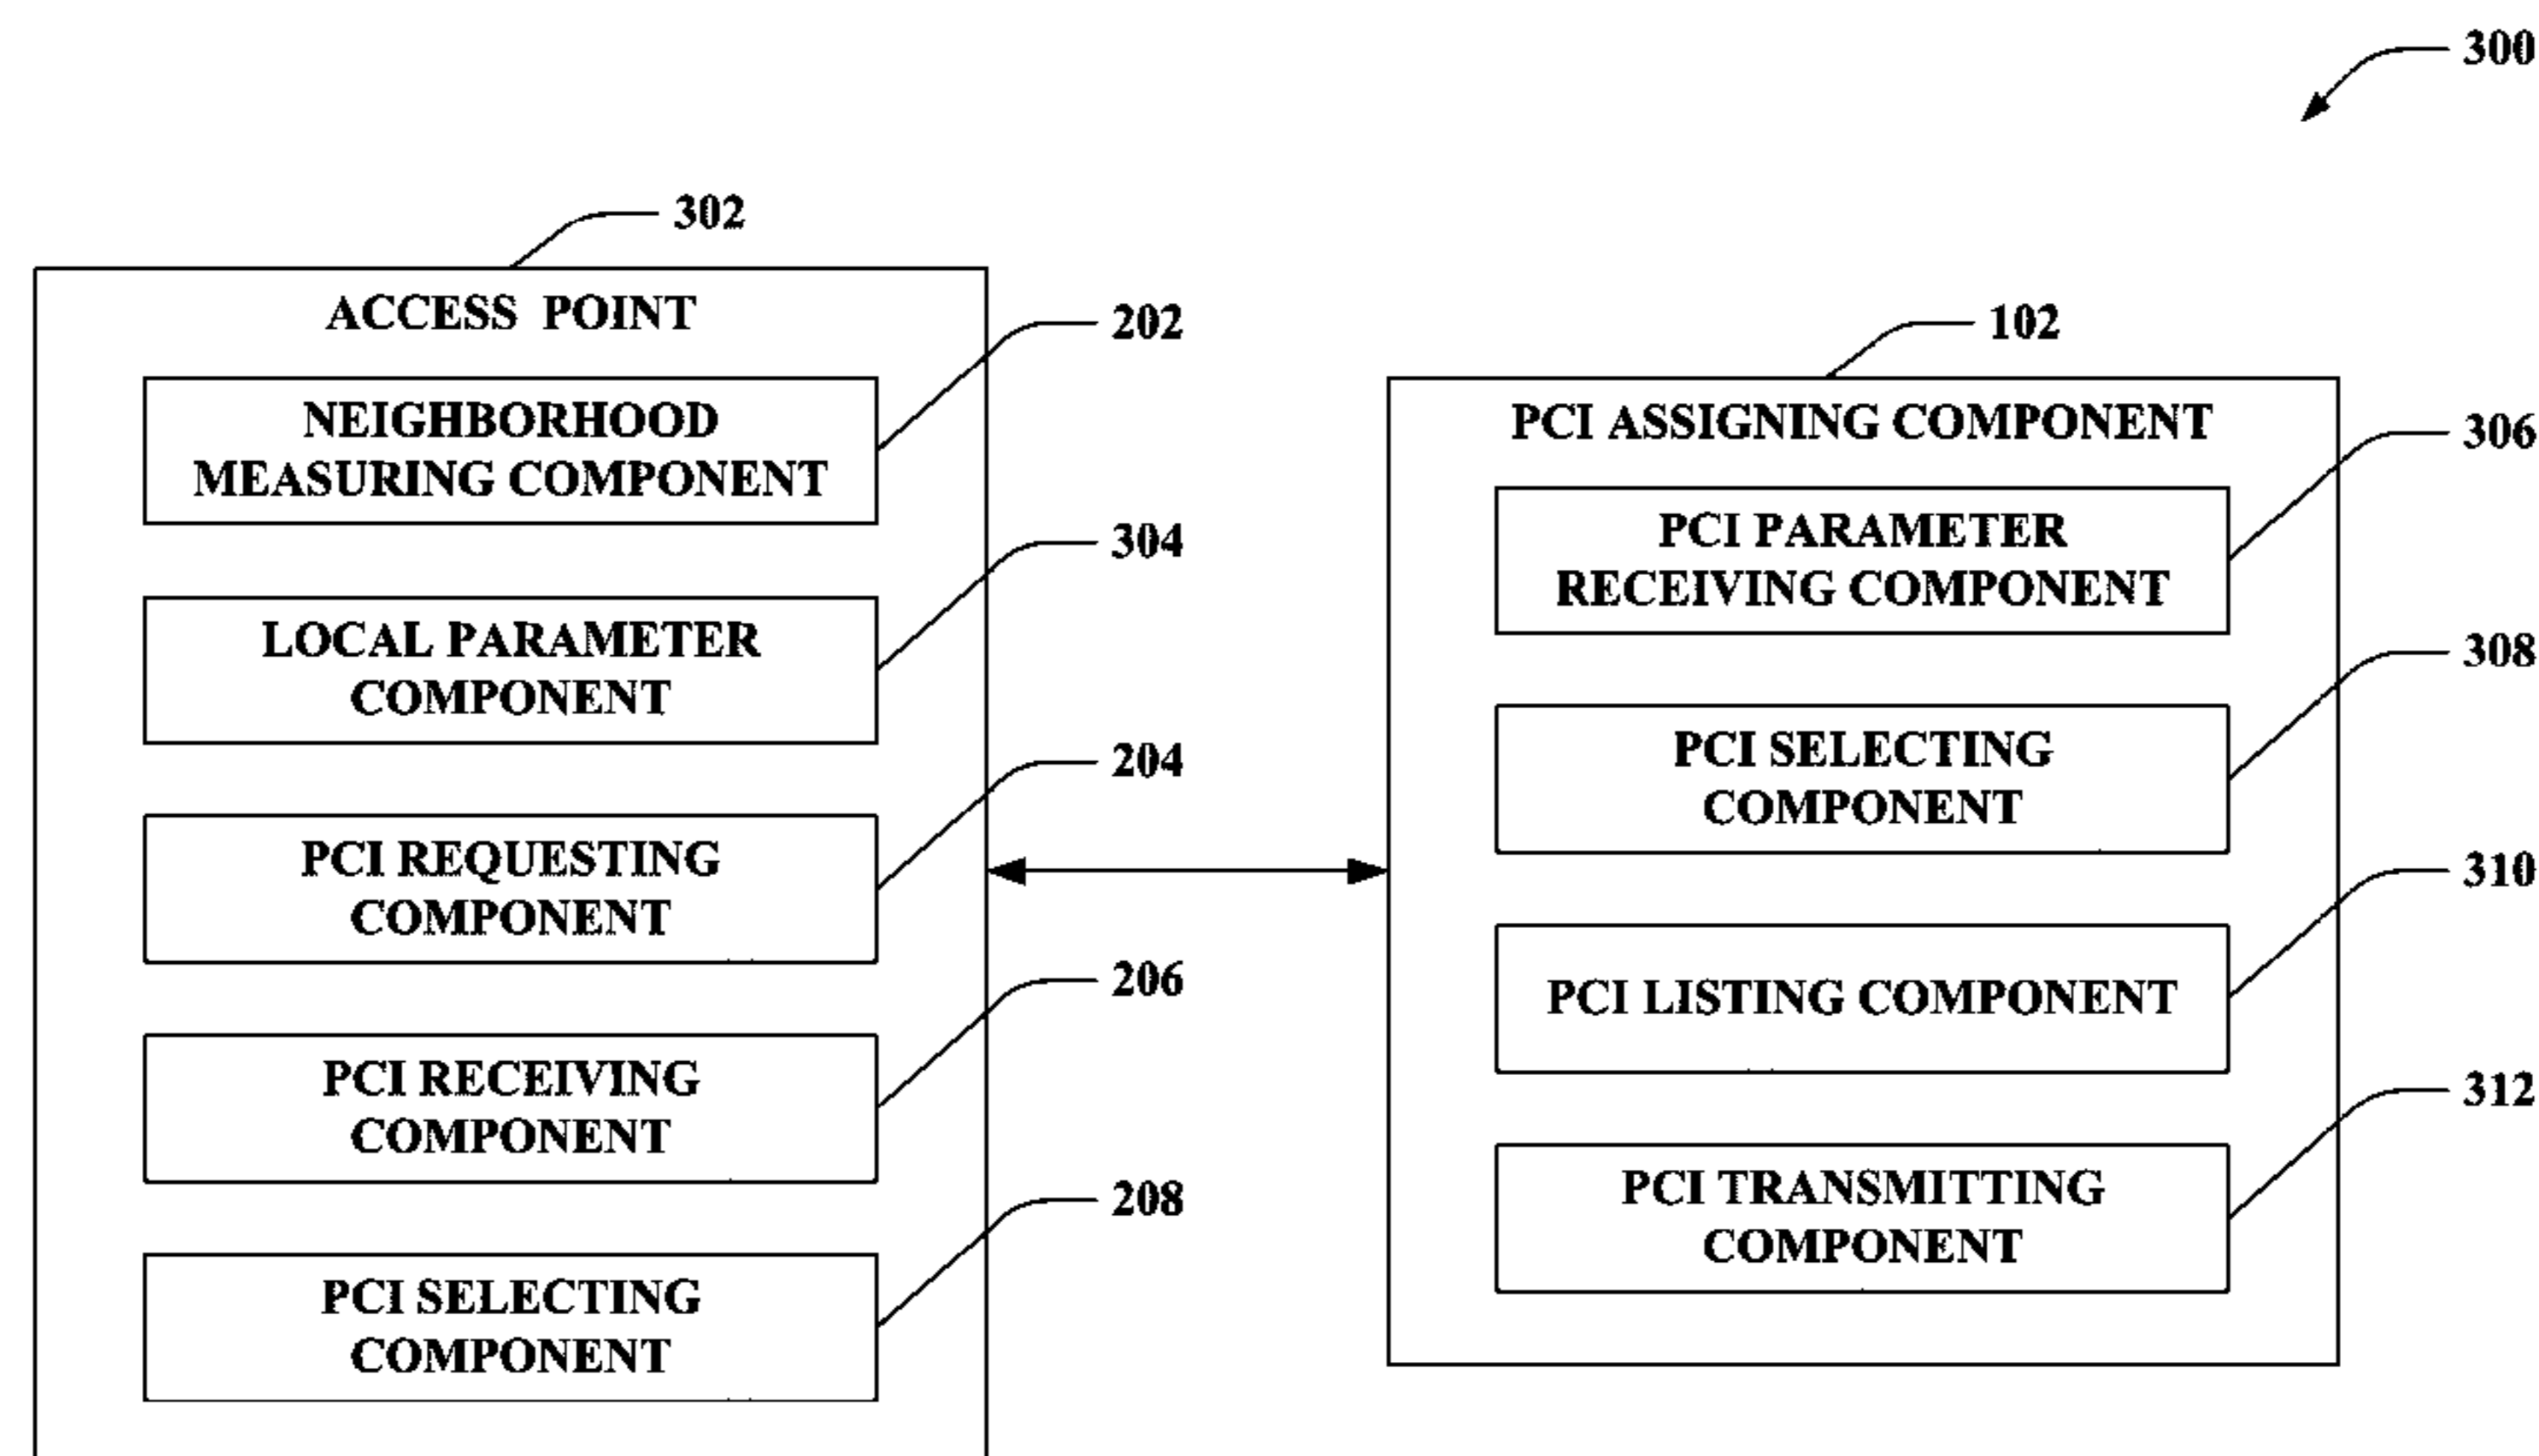 300
302
ACCESS POINT
202
NEIGHBORHOOD
MEASURING COMPONENT
304
LOCAL PARAMETER
COMPONENT
204
PCI REQUESTING
COMPONENT
206
PCI RECEIVING
COMPONENT
208
PCI SELECTING
COMPONENT
102
PCI ASSIGNING COMPONENT
306
PCI PARAMETER
RECEIVING COMPONENT
308
PCI SELECTING
COMPONENT
310
PCI LISTING COMPONENT
312
PCI TRANSMITTING
COMPONENT